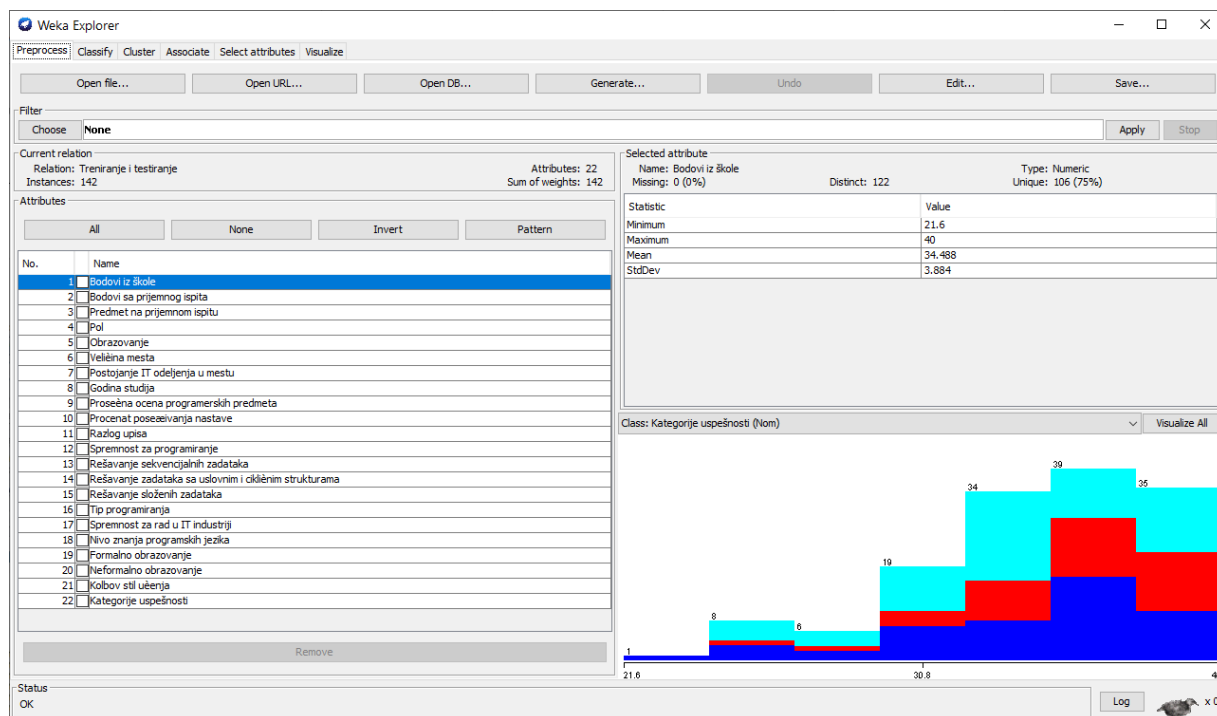 Weka Explorer
Preprocess Classify Cluster Associate Select attributes Visualize
Open file... Open URL... Open DB... Generate... Undo Edit... Save...
Filter
Choose None Apply Stop
Current relation
Relation: Treniranje i testiranje Attributes: 22
Instances: 142 Sum of weights: 142
Attributes
All None Invert Pattern
No. Name
1 Bodovi iz škole
2 Bodovi sa prijemnog ispita
3 Predmet na prijemnom ispitu
4 Pol
5 Obrazovanje
6 Velièina mesta
7 Postojanje IT odeljenja u mestu
8 Godina studija
9 Proseèna ocena programerskih predmeta
10 Procenat poseæivanja nastave
11 Razlog upisa
12 Spremnost za programiranje
13 Rešavanje sekvencijalnih zadataka
14 Rešavanje zadataka sa uslovnim i cikliènim strukturama
15 Rešavanje složenih zadataka
16 Tip programiranja
17 Spremnost za rad u IT industriji
18 Nivo znanja programskih jezika
19 Formalno obrazovanje
20 Neformalno obrazovanje
21 Kolbov stil uèenja
22 Kategorije uspešnosti
Remove
Selected attribute
Name: Bodovi iz škole Type: Numeric
Missing: 0 (0%) Distinct: 122 Unique: 106 (75%)
Statistic Value
Minimum 21.6
Maximum 40
Mean 34.488
StdDev 3.884
Class: Kategorije uspešnosti (Nom) Visualize All
1 8 6 19 34 39 35
21.6 30.8
Status
OK
Log x 0